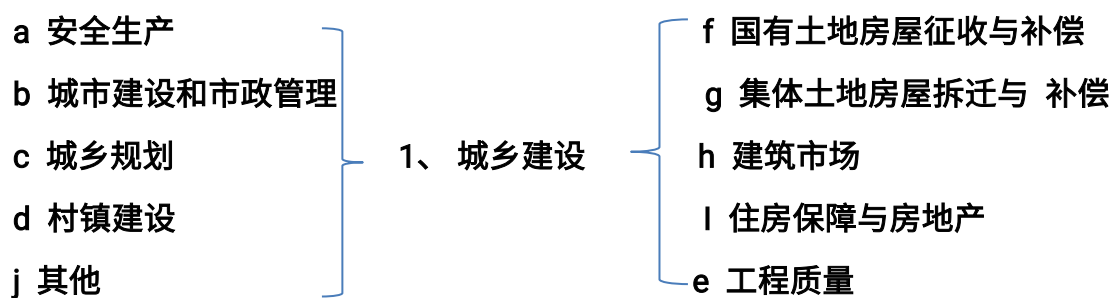 a 安全生产
b 城市建设和市政管理
c 城乡规划
d 村镇建设
j 其他
1、 城乡建设
f 国有土地房屋征收与补偿
g 集体土地房屋拆迁与 补偿
h 建筑市场
I 住房保障与房地产
e 工程质量